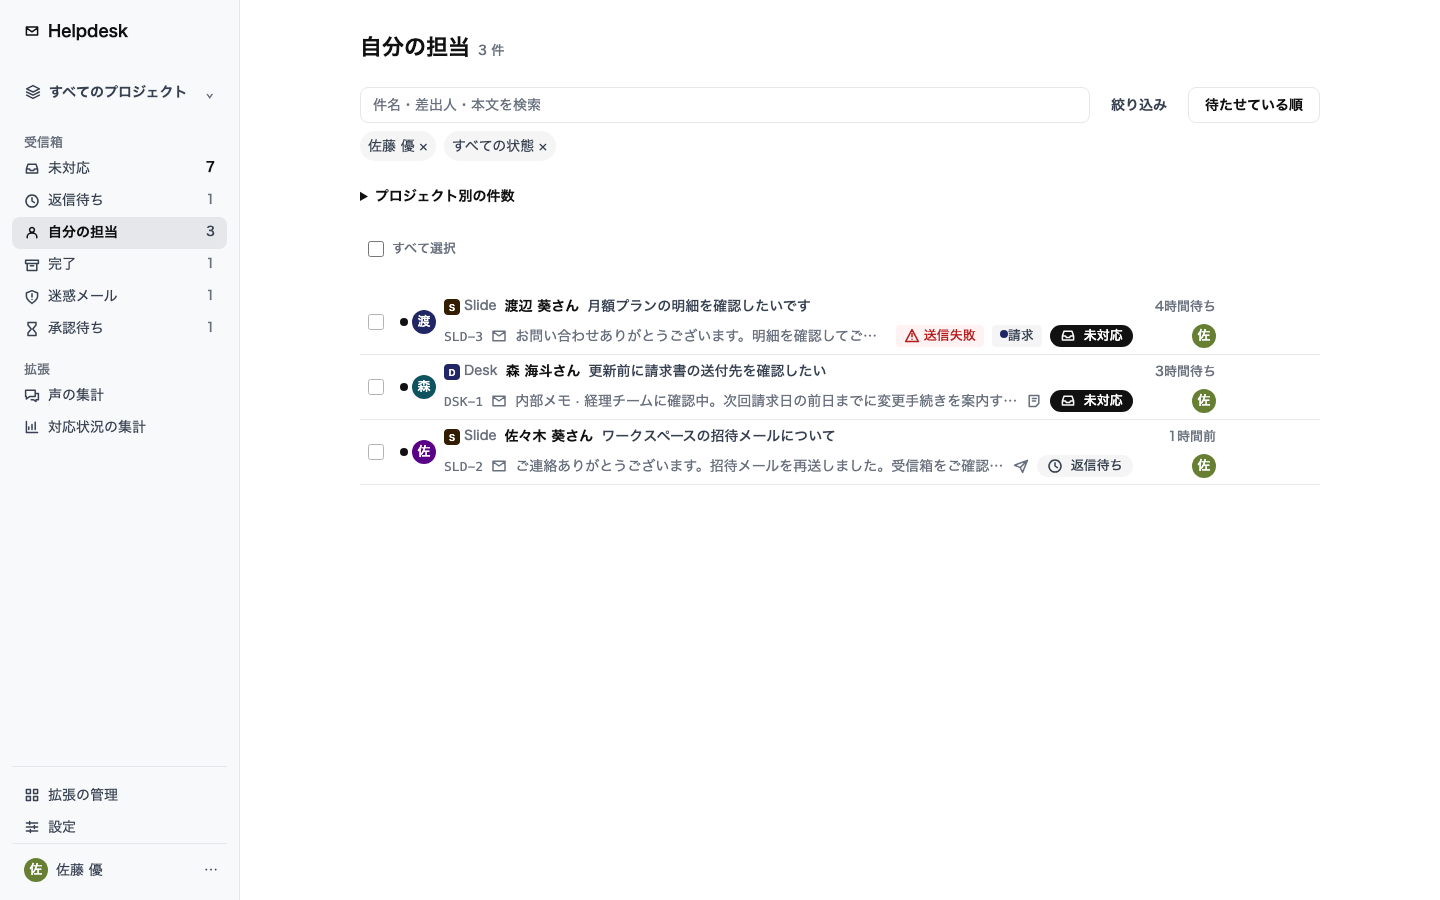 Helpdesk
すべてのプロジェクト
受信箱
未対応 7
返信待ち 1
自分の担当 3
完了 1
迷惑メール 1
承認待ち 1
拡張
声の集計
対応状況の集計
拡張の管理
設定
佐 佐藤 優 …
自分の担当 3 件
件名・差出人・本文を検索 絞り込み 待たせている順
佐藤 優 × すべての状態 ×
▶ プロジェクト別の件数
すべて選択
渡 S Slide 渡辺 葵さん 月額プランの明細を確認したいです 4時間待ち
SLD-3 お問い合わせありがとうございます。明細を確認してご… 送信失敗 請求 未対応 佐
森 D Desk 森 海斗さん 更新前に請求書の送付先を確認したい 3時間待ち
DSK-1 内部メモ · 経理チームに確認中。次回請求日の前日までに変更手続きを案内す… 未対応 佐
佐 S Slide 佐々木 葵さん ワークスペースの招待メールについて 1時間前
SLD-2 ご連絡ありがとうございます。招待メールを再送しました。受信箱をご確認… 返信待ち 佐